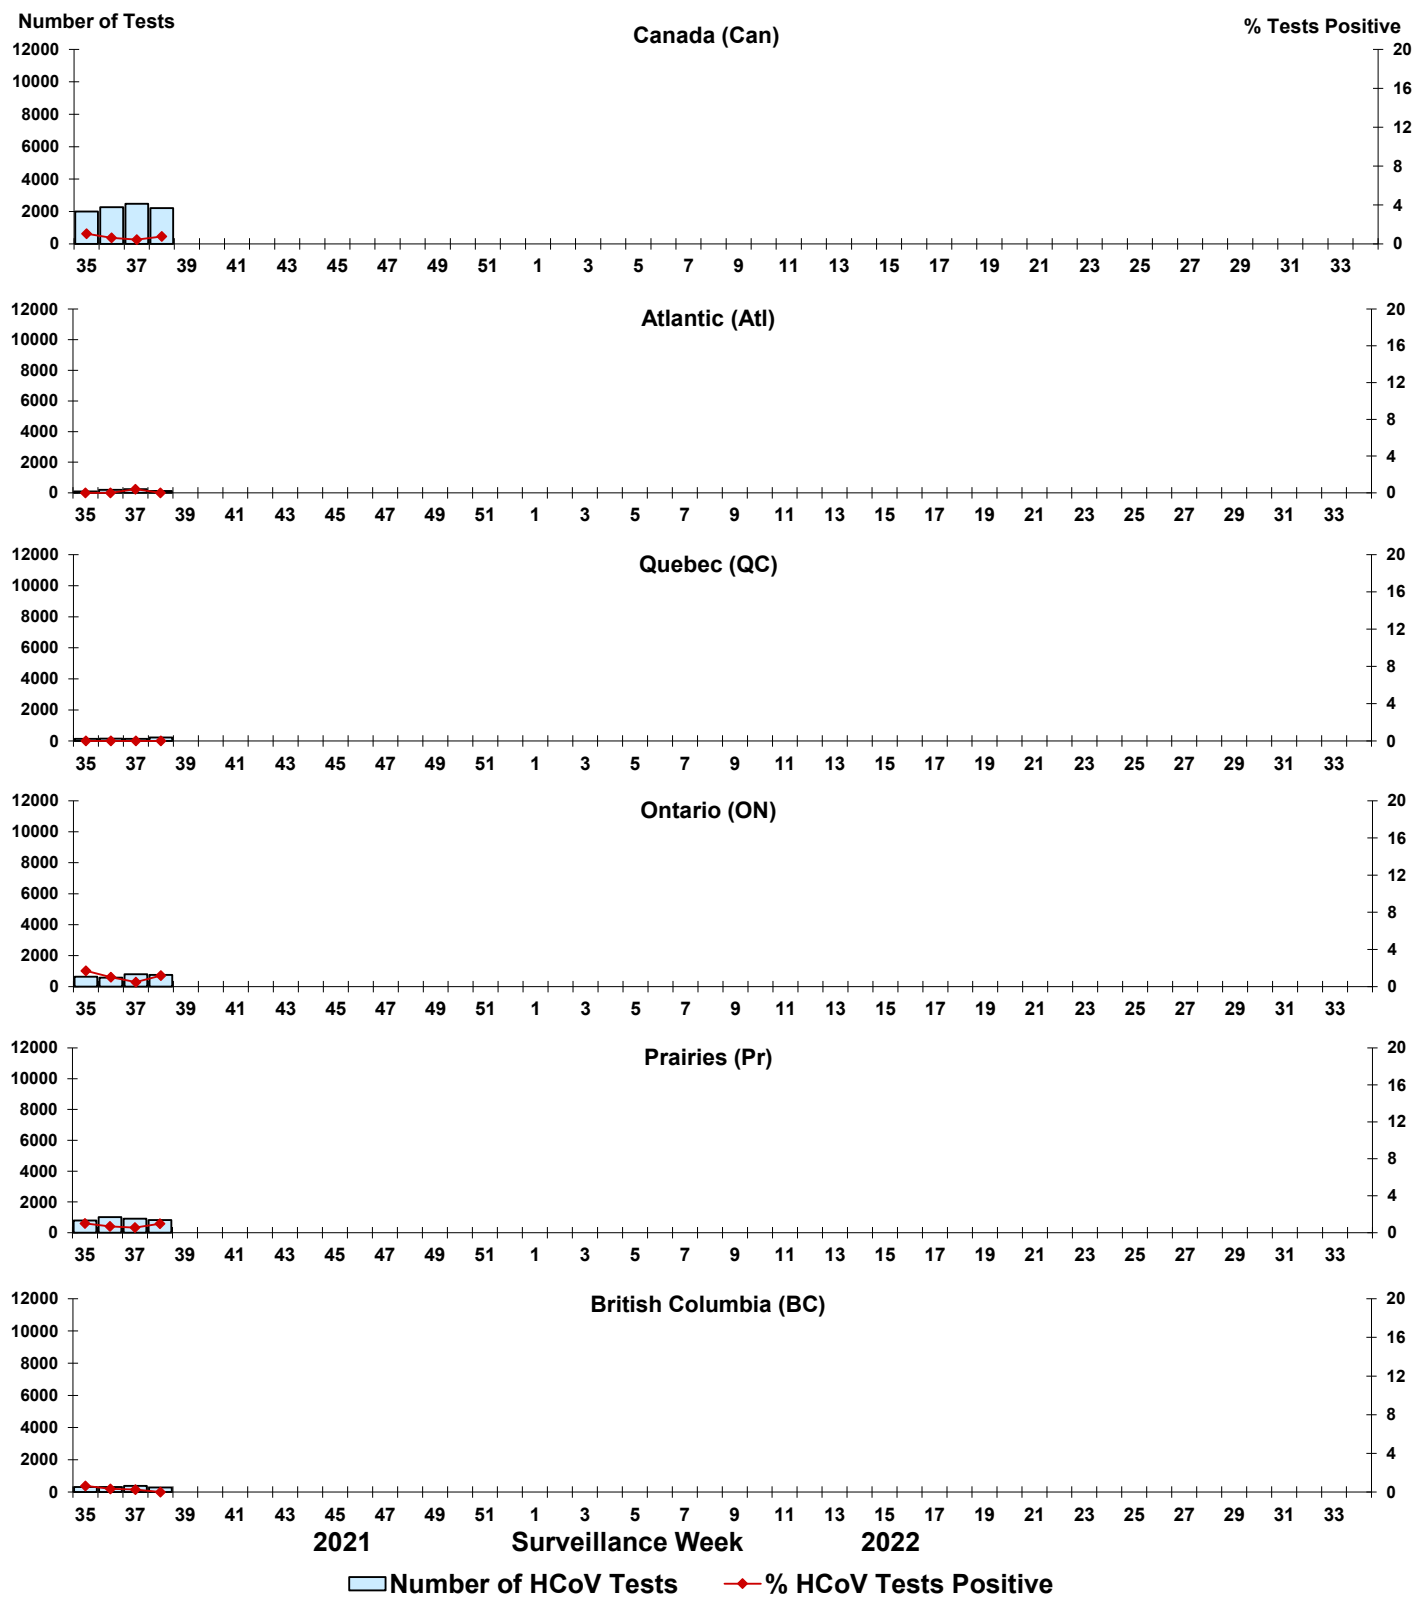 Number of Tests
Canada (Can)
% Tests Positive
12000 20
10000 16
8000 12
6000 8
4000 4
2000 0
0
35 37 39 41 43 45 47 49 51 1 3 5 7 9 11 13 15 17 19 21 23 25 27 29 31 33
Atlantic (Atl)
12000 20
10000 16
8000 12
6000 8
4000 4
2000 0
0
35 37 39 41 43 45 47 49 51 1 3 5 7 9 11 13 15 17 19 21 23 25 27 29 31 33
Quebec (QC)
12000 20
10000 16
8000 12
6000 8
4000 4
2000 0
0
35 37 39 41 43 45 47 49 51 1 3 5 7 9 11 13 15 17 19 21 23 25 27 29 31 33
Ontario (ON)
12000 20
10000 16
8000 12
6000 8
4000 4
2000 0
0
35 37 39 41 43 45 47 49 51 1 3 5 7 9 11 13 15 17 19 21 23 25 27 29 31 33
Prairies (Pr)
12000 20
10000 16
8000 12
6000 8
4000 4
2000 0
0
35 37 39 41 43 45 47 49 51 1 3 5 7 9 11 13 15 17 19 21 23 25 27 29 31 33
British Columbia (BC)
12000 20
10000 16
8000 12
6000 8
4000 4
2000 0
0
35 37 39 41 43 45 47 49 51 1 3 5 7 9 11 13 15 17 19 21 23 25 27 29 31 33
2021 Surveillance Week 2022
Number of HCoV Tests % HCoV Tests Positive